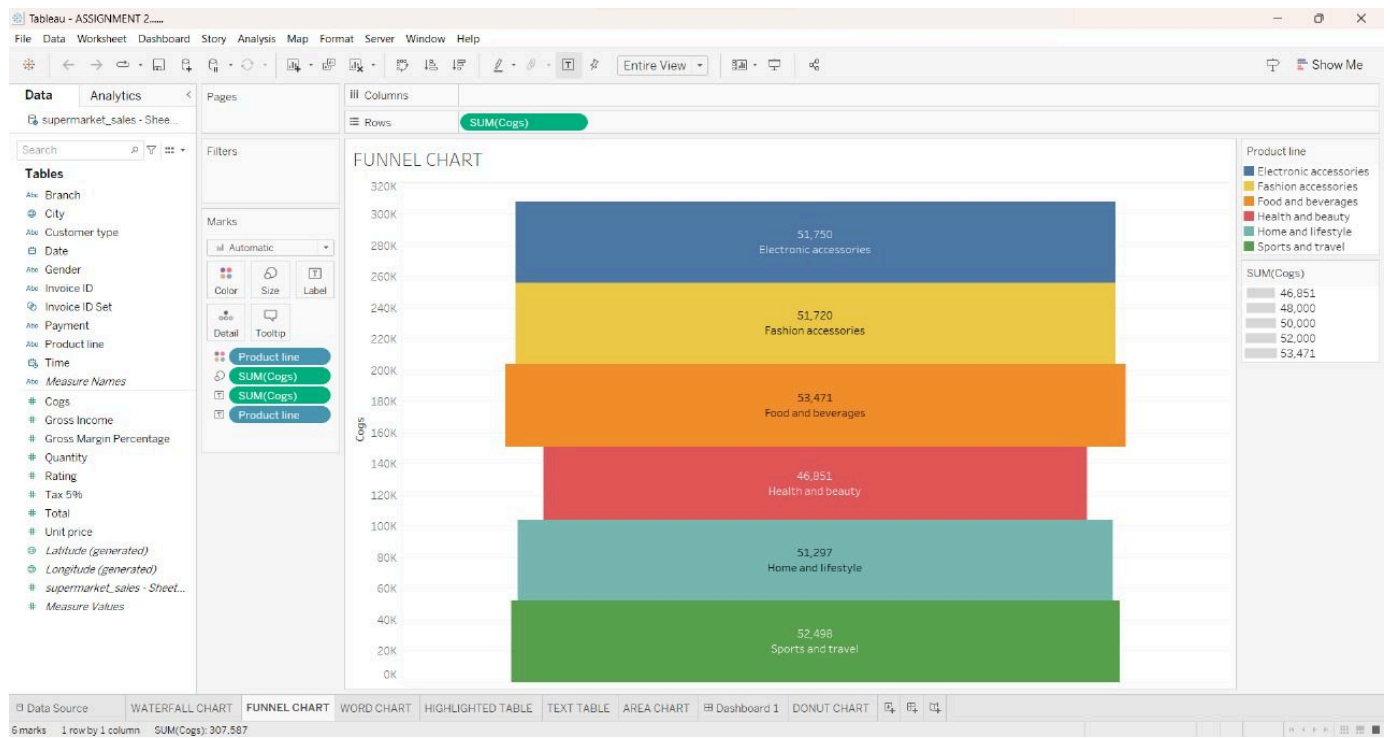 Tableau - ASSIGNMENT 2......
File Data Worksheet Dashboard Story Analysis Map Format Server Window Help
Entire View
Show Me
Data Analytics
supermarket_sales - Shee...
Search
Tables
Branch
City
Customer type
Date
Gender
Invoice ID
Invoice ID Set
Payment
Product line
Time
Measure Names
Cogs
Gross Income
Gross Margin Percentage
Quantity
Rating
Tax 5%
Total
Unit price
Latitude (generated)
Longitude (generated)
supermarket_sales - Sheet...
Measure Values
Pages
Filters
Marks
Automatic
Color Size Label
Detail Tooltip
Product line
SUM(Cogs)
SUM(Cogs)
Product line
Columns
Rows SUM(Cogs)
FUNNEL CHART
Cogs
320K
300K
280K
260K
240K
220K
200K
180K
160K
140K
120K
100K
80K
60K
40K
20K
0K
51,750
Electronic accessories
51,720
Fashion accessories
53,471
Food and beverages
46,851
Health and beauty
51,297
Home and lifestyle
52,498
Sports and travel
Product line
Electronic accessories
Fashion accessories
Food and beverages
Health and beauty
Home and lifestyle
Sports and travel
SUM(Cogs)
46,851
48,000
50,000
52,000
53,471
Data Source WATERFALL CHART FUNNEL CHART WORD CHART HIGHLIGHTED TABLE TEXT TABLE AREA CHART Dashboard 1 DONUT CHART
6 marks 1 row by 1 column SUM(Cogs): 307,587